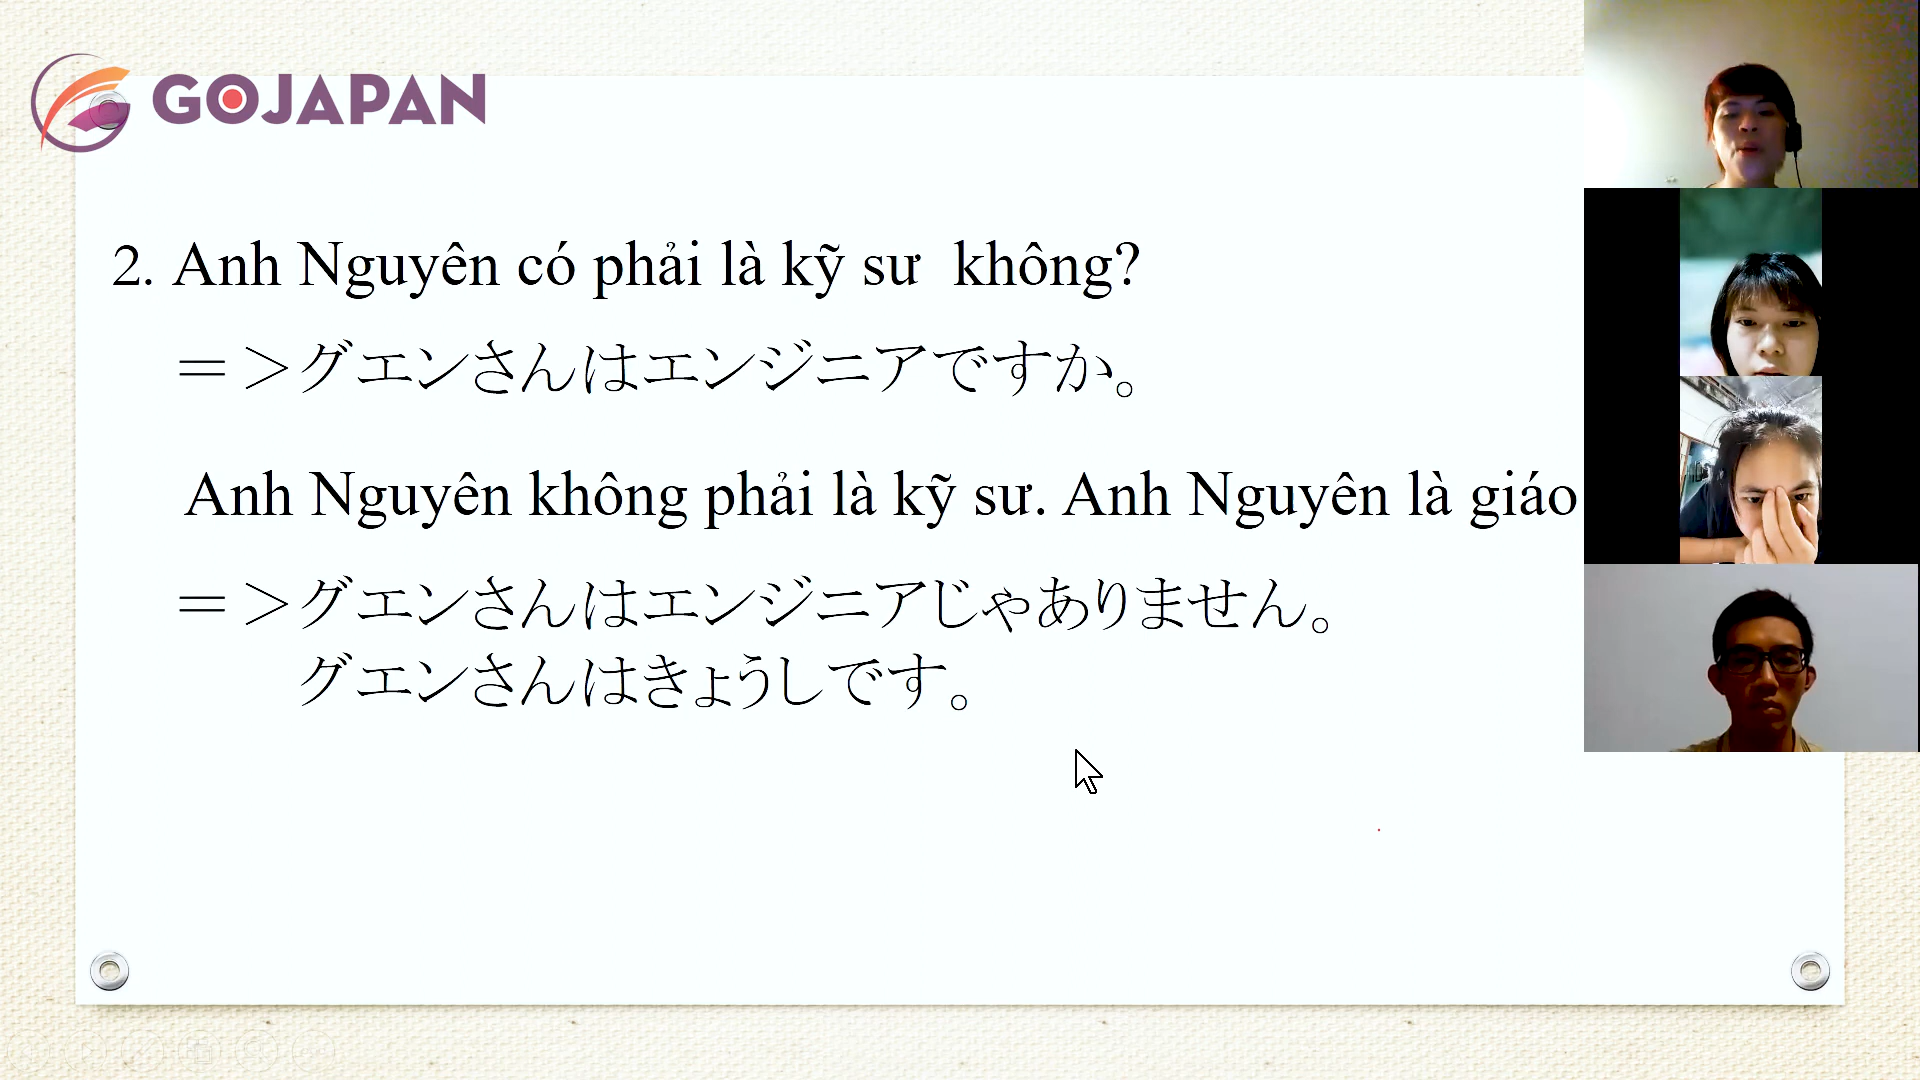 GOJAPAN
2. Anh Nguyên có phải là kỹ sư không?
＝＞グエンさんはエンジニアですか。
Anh Nguyên không phải là kỹ sư. Anh Nguyên là giáo
＝＞グエンさんはエンジニアじゃありません。
グエンさんはきょうしです。